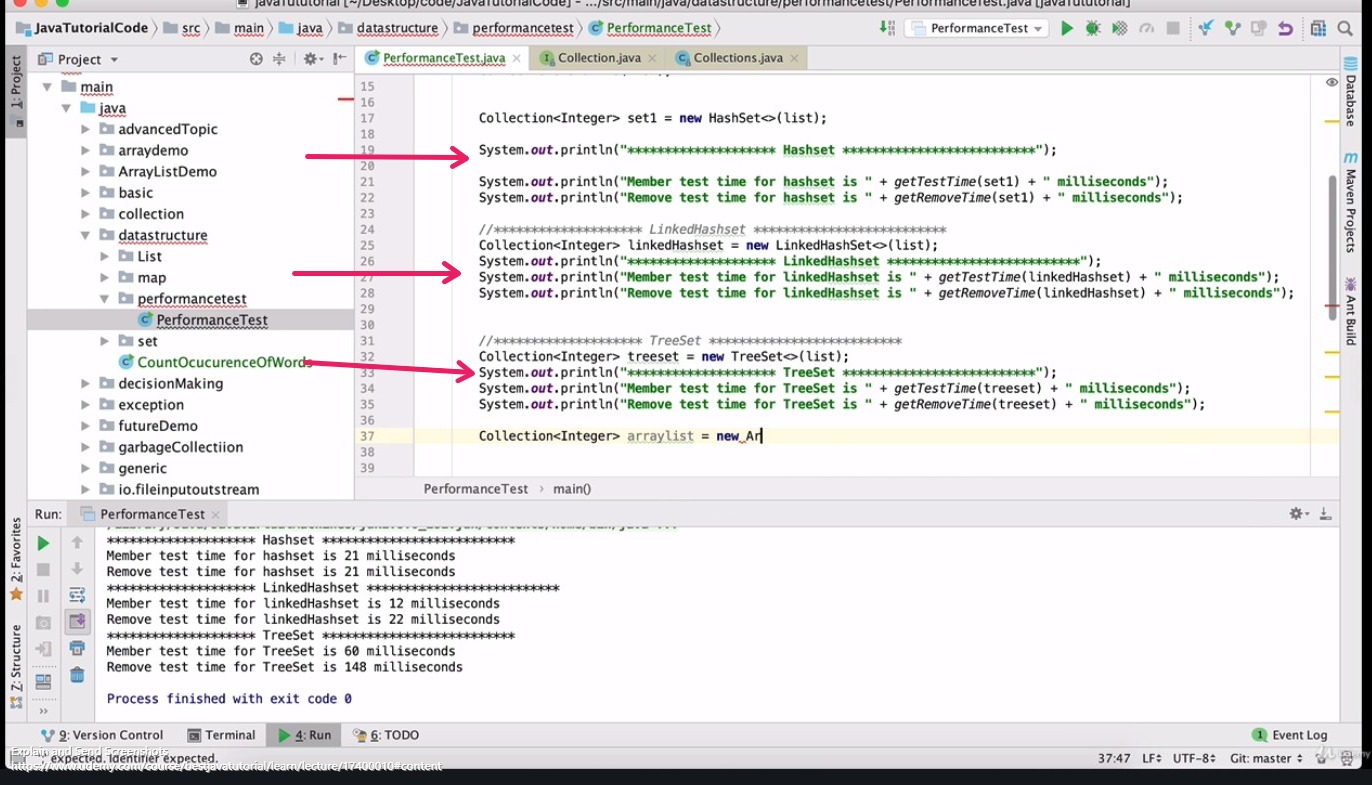 javaTututorial [~/Desktop/code/JavaTutorialCode] - .../src/main/java/datastructure/performancetest/PerformanceTest.java [javaTututorial]
JavaTutorialCode src main java datastructure performancetest PerformanceTest
PerformanceTest
1: Project
Project
PerformanceTest.java Collection.java Collections.java
main
java
advancedTopic
arraydemo
ArrayListDemo
basic
collection
datastructure
List
map
performancetest
PerformanceTest
set
CountOcucurenceOfWords
decisionMaking
exception
futureDemo
garbageCollectiion
generic
io.fileinputoutstream
15
16
17 Collection<Integer> set1 = new HashSet<>(list);
18
19 System.out.println("******************** Hashset **************************");
20
21 System.out.println("Member test time for hashset is " + getTestTime(set1) + " milliseconds");
22 System.out.println("Remove test time for hashset is " + getRemoveTime(set1) + " milliseconds");
23
24 //******************** LinkedHashset **************************
25 Collection<Integer> linkedHashset = new LinkedHashSet<>(list);
26 System.out.println("******************** LinkedHashset **************************");
27 System.out.println("Member test time for linkedHashset is " + getTestTime(linkedHashset) + " milliseconds");
28 System.out.println("Remove test time for linkedHashset is " + getRemoveTime(linkedHashset) + " milliseconds");
29
30
31 //******************** TreeSet **************************
32 Collection<Integer> treeset = new TreeSet<>(list);
33 System.out.println("******************** TreeSet **************************");
34 System.out.println("Member test time for TreeSet is " + getTestTime(treeset) + " milliseconds");
35 System.out.println("Remove test time for TreeSet is " + getRemoveTime(treeset) + " milliseconds");
36
37 Collection<Integer> arraylist = new Ar
38
39
PerformanceTest › main()
Database
Maven Projects
Ant Build
Run: PerformanceTest
******************** Hashset **************************
Member test time for hashset is 21 milliseconds
Remove test time for hashset is 21 milliseconds
******************** LinkedHashset **************************
Member test time for linkedHashset is 12 milliseconds
Remove test time for linkedHashset is 22 milliseconds
******************** TreeSet **************************
Member test time for TreeSet is 60 milliseconds
Remove test time for TreeSet is 148 milliseconds
Process finished with exit code 0
2: Favorites
Z: Structure
9: Version Control Terminal 4: Run 6: TODO
1 Event Log
Explain and Send Screenshots
expected. Identifier expected.
37:47 LF UTF-8 Git: master
https://www.udemy.com/course/bestjavatutorial/learn/lecture/17400010#content